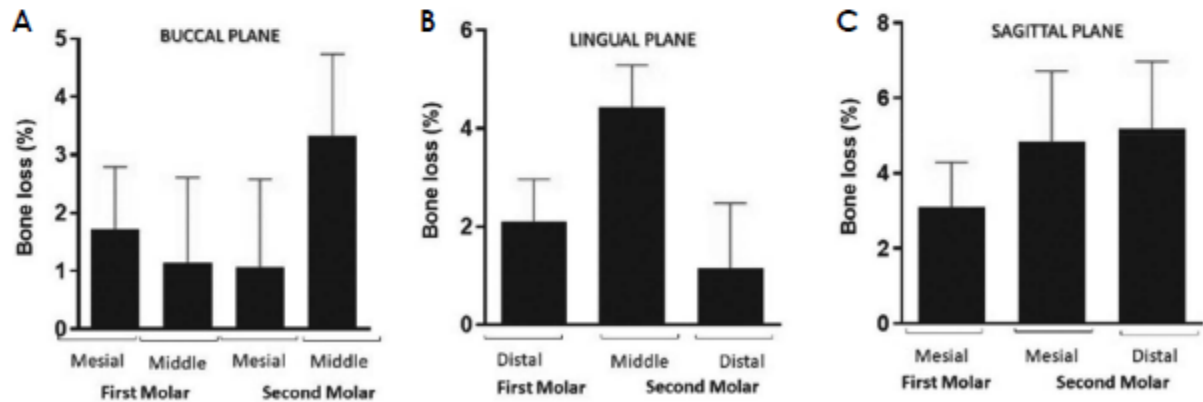 A
BUCCAL PLANE
Bone loss (%)
5
4
3
2
1
0
Mesial Middle Mesial Middle
First Molar Second Molar
B
LINGUAL PLANE
Bone loss (%)
6
4
2
0
Distal Middle Distal
First Molar Second Molar
C
SAGITTAL PLANE
Bone loss (%)
8
6
4
2
0
Mesial Mesial Distal
First Molar Second Molar